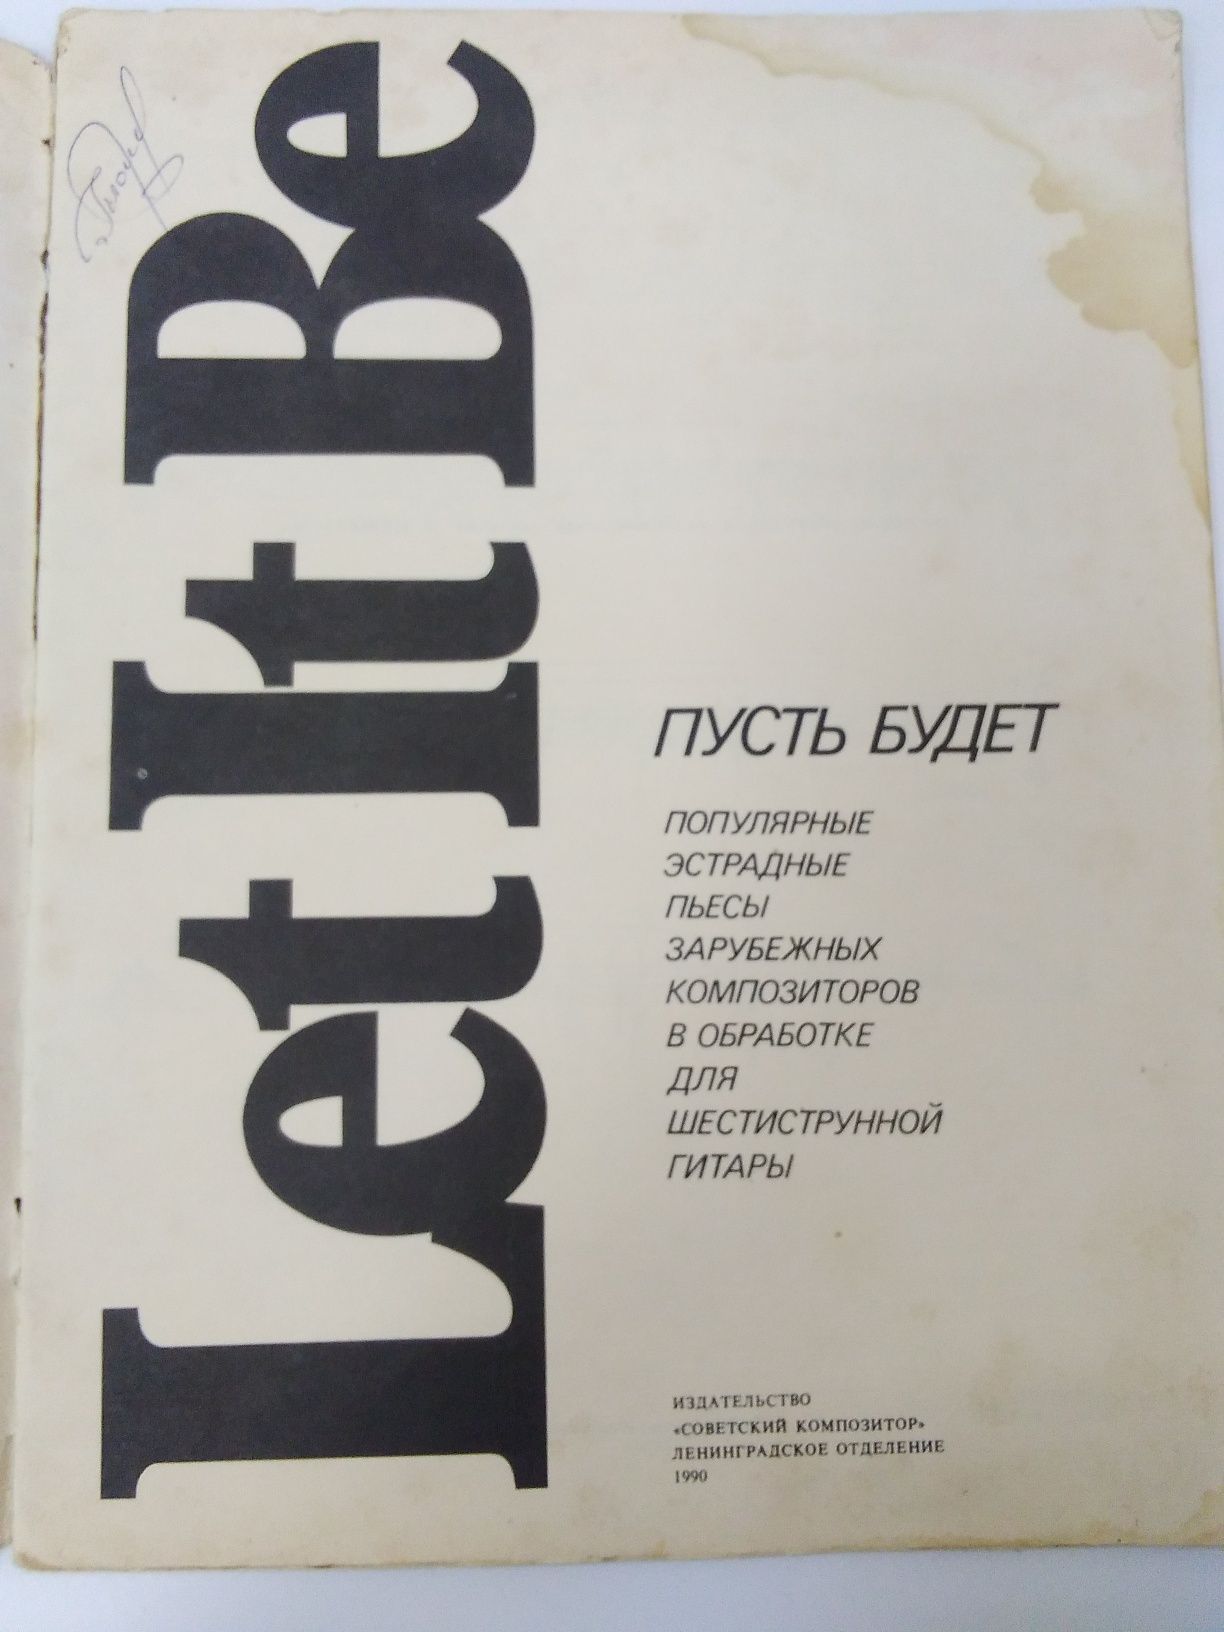 Let It Be
ПУСТЬ БУДЕТ
ПОПУЛЯРНЫЕ
ЭСТРАДНЫЕ
ПЬЕСЫ
ЗАРУБЕЖНЫХ
КОМПОЗИТОРОВ
В ОБРАБОТКЕ
ДЛЯ
ШЕСТИСТРУННОЙ
ГИТАРЫ
ИЗДАТЕЛЬСТВО
«СОВЕТСКИЙ КОМПОЗИТОР»
ЛЕНИНГРАДСКОЕ ОТДЕЛЕНИЕ
1990